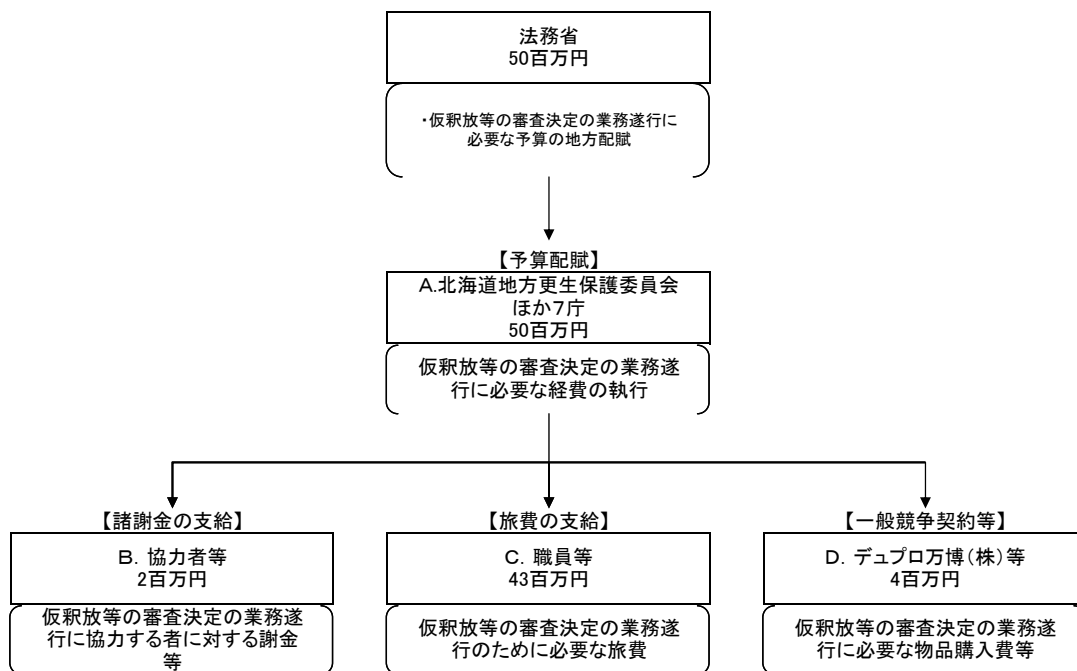 法務省
50百万円
・仮釈放等の審査決定の業務遂行に
必要な予算の地方配賦
【予算配賦】
A.北海道地方更生保護委員会
ほか7庁
50百万円
仮釈放等の審査決定の業務遂
行に必要な経費の執行
【諸謝金の支給】
B. 協力者等
2百万円
仮釈放等の審査決定の業務遂
行に協力する者に対する謝金
等
【旅費の支給】
C. 職員等
43百万円
仮釈放等の審査決定の業務遂
行のために必要な旅費
【一般競争契約等】
D. デュプロ万博(株)等
4百万円
仮釈放等の審査決定の業務遂
行に必要な物品購入費等